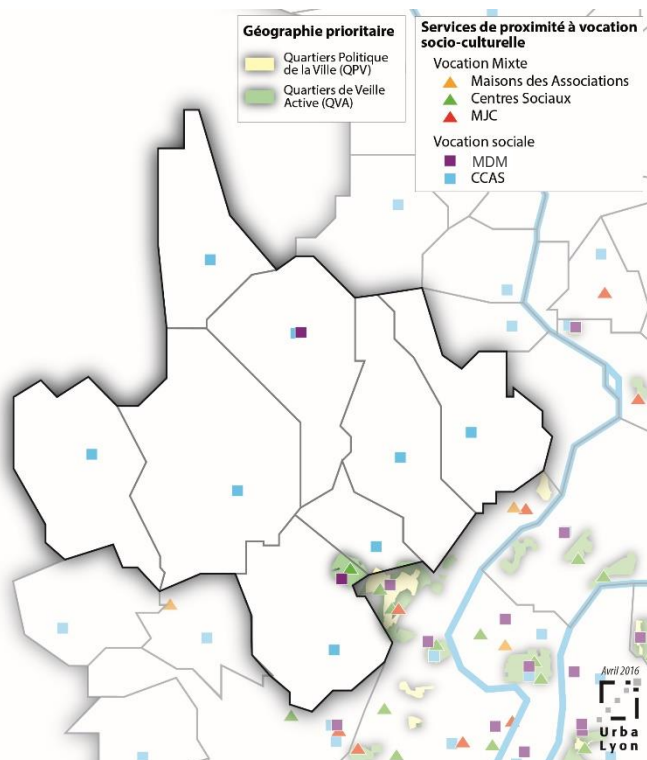 Géographie prioritaire
Quartiers Politique
de la Ville (QPV)
Quartiers de Veille
Active (QVA)
Services de proximité à vocation
socio-culturelle
Vocation Mixte
Maisons des Associations
Centres Sociaux
MJC
Vocation sociale
MDM
CCAS
Avril 2016
Urba
Lyon